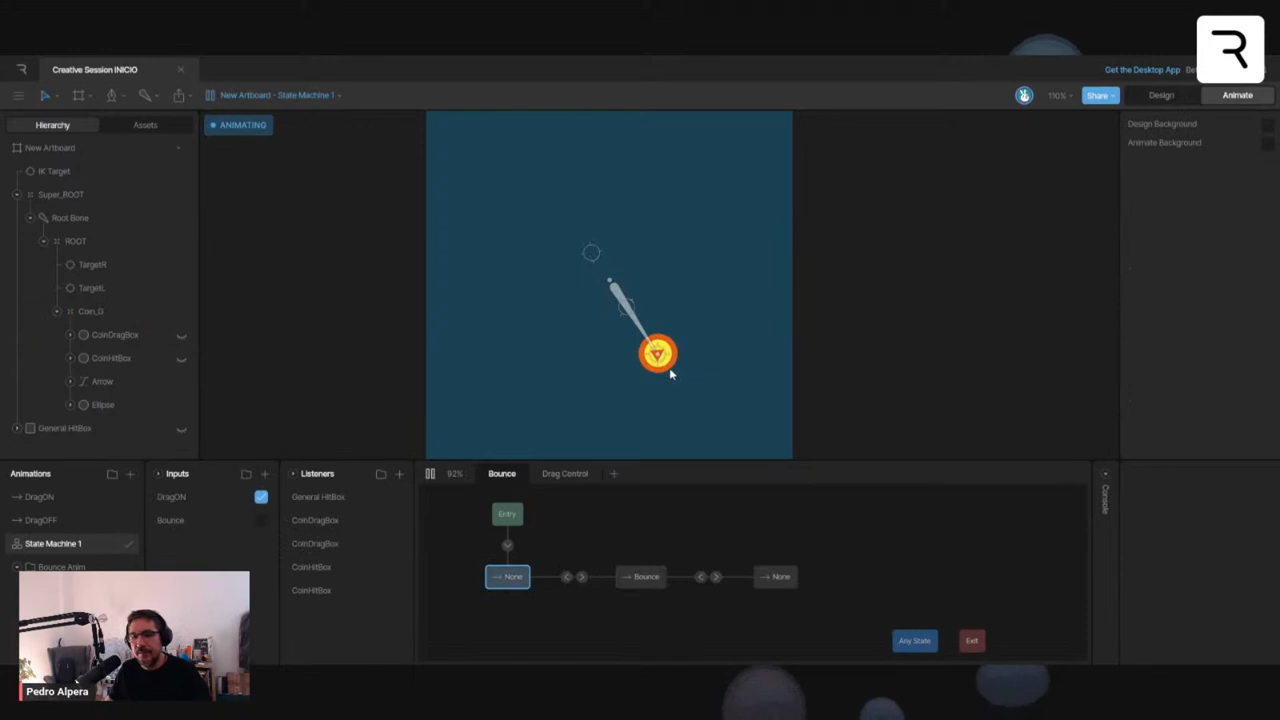 Creative Session INICIO
Get the Desktop App
New Artboard - State Machine 1
110%
Share
Design
Animate
Hierarchy
Assets
ANIMATING
Design Background
Animate Background
New Artboard
IK Target
Super_ROOT
Root Bone
ROOT
TargetR
TargetL
Coin_G
CoinDragBox
CoinHitBox
Arrow
Ellipse
General HitBox
Animations
Inputs
Listeners
92%
Bounce
Drag Control
Console
DragON
DragON
General HitBox
DragOFF
Bounce
CoinDragBox
State Machine 1
CoinDragBox
Bounce Anim
CoinHitBox
CoinHitBox
Entry
None
Bounce
None
Any State
Exit
Pedro Alpera